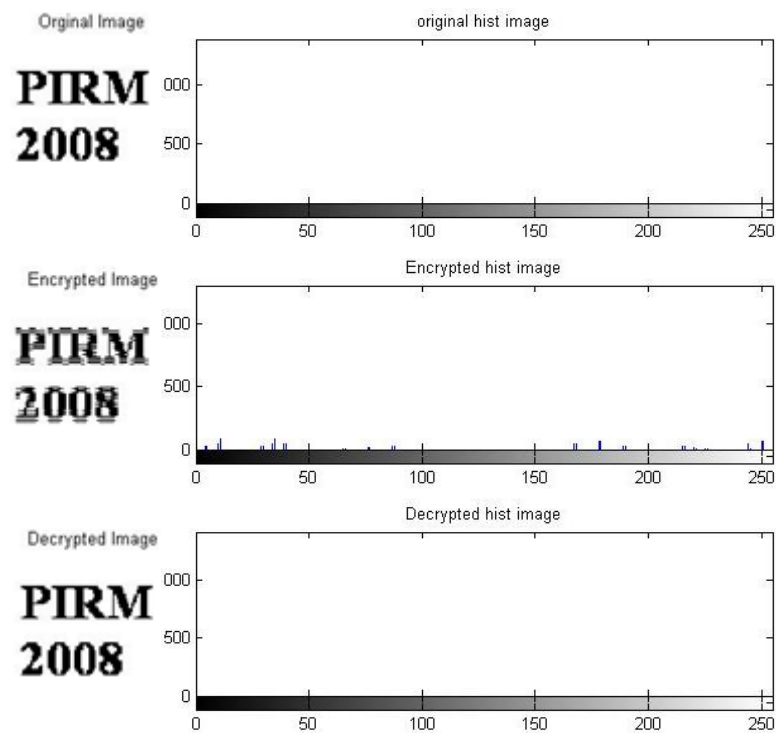 Orginal Image
original hist image
PIRM
2008
000
500
0
0 50 100 150 200 250
Encrypted Image
Encrypted hist image
PIRM
2008
000
500
0
0 50 100 150 200 250
Decrypted Image
Decrypted hist image
PIRM
2008
000
500
0
0 50 100 150 200 250